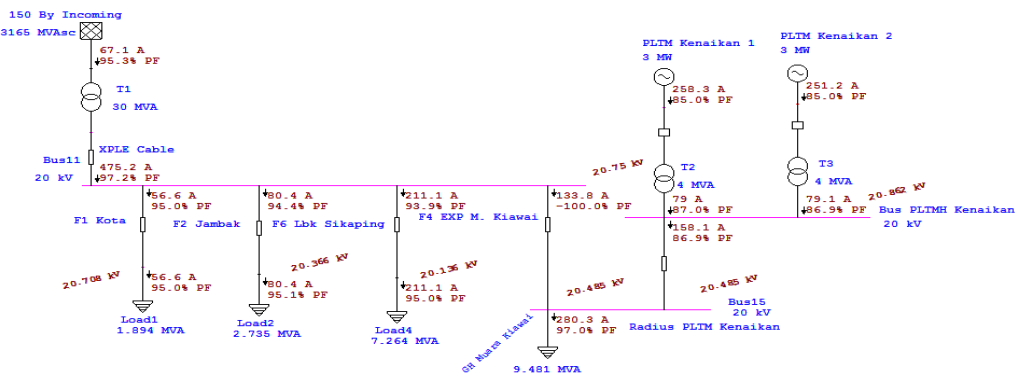 150 By Incoming
3165 MVAsc
67.1 A
95.3% PF
T1
30 MVA
XPLE Cable
Bus11
20 kV
475.2 A
97.2% PF
20.75 kV
56.6 A
95.0% PF
F1 Kota
20.708 kV
56.6 A
95.0% PF
Load1
1.894 MVA
80.4 A
94.4% PF
F2 Jambak
20.366 kV
80.4 A
95.1% PF
Load2
2.735 MVA
211.1 A
93.9% PF
F6 Lbk Sikaping
20.136 kV
211.1 A
95.0% PF
Load4
7.264 MVA
133.8 A
-100.0% PF
F4 EXP M. Kiawai
20.485 kV
GH Muara Kiawai
280.3 A
97.0% PF
9.481 MVA
PLTM Kenaikan 1
3 MW
258.3 A
85.0% PF
T2
4 MVA
79 A
87.0% PF
PLTM Kenaikan 2
3 MW
251.2 A
85.0% PF
T3
4 MVA
79.1 A
86.9% PF
20.862 kV
Bus PLTMH Kenaikan
20 kV
158.1 A
86.9% PF
20.485 kV
Bus15
20 kV
Radius PLTM Kenaikan